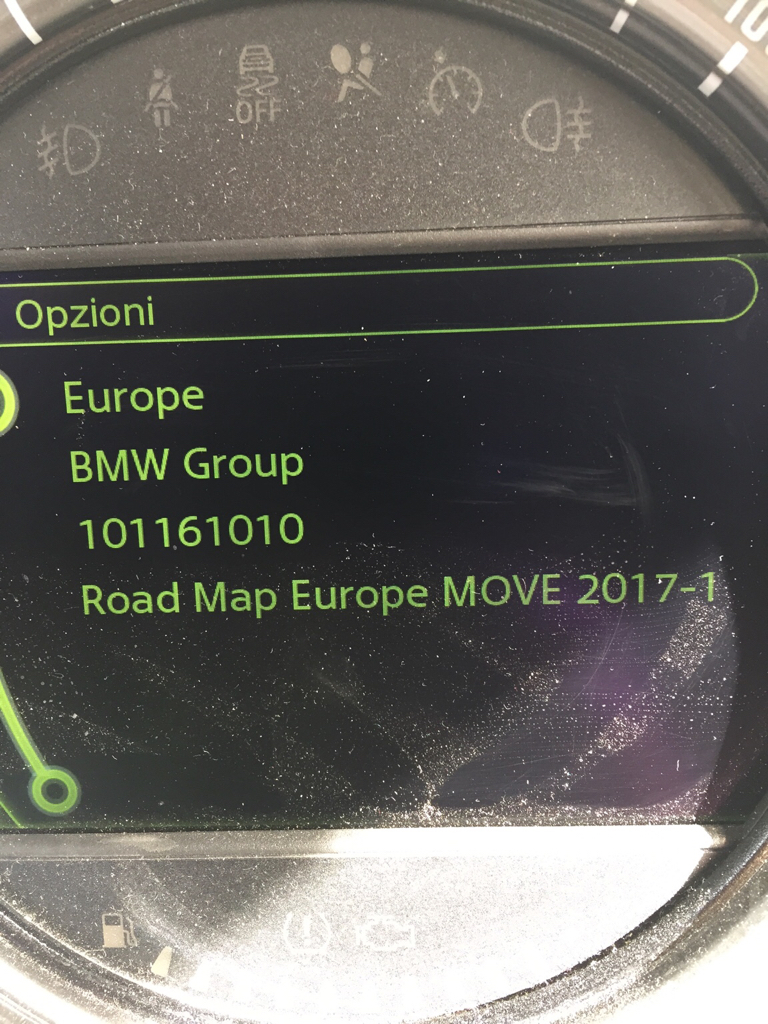 OFF
Opzioni
Europe
BMW Group
101161010
Road Map Europe MOVE 2017-1